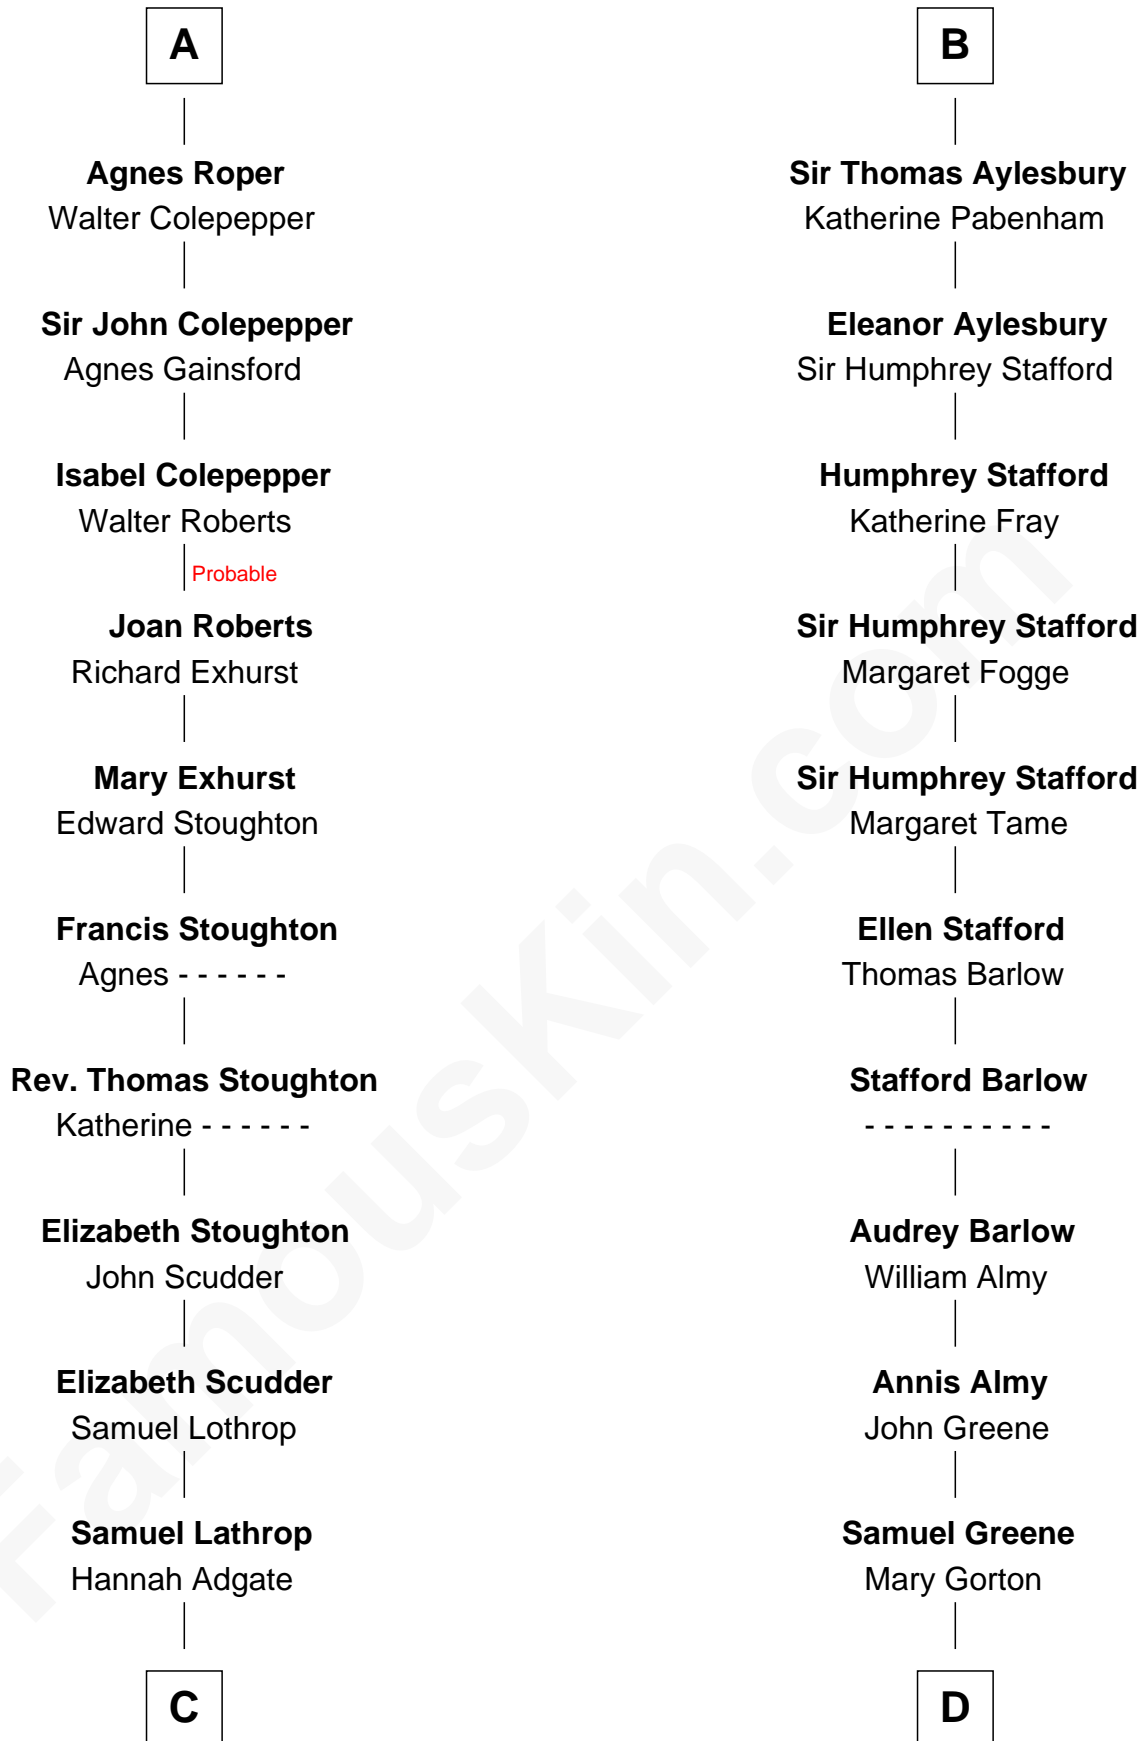 A
Agnes Roper
Walter Colepepper
Sir John Colepepper
Agnes Gainsford
Isabel Colepepper
Walter Roberts
Probable
Joan Roberts
Richard Exhurst
Mary Exhurst
Edward Stoughton
Francis Stoughton
Agnes - - - - - -
Rev. Thomas Stoughton
Katherine - - - - - -
Elizabeth Stoughton
John Scudder
Elizabeth Scudder
Samuel Lothrop
Samuel Lathrop
Hannah Adgate
C
B
Sir Thomas Aylesbury
Katherine Pabenham
Eleanor Aylesbury
Sir Humphrey Stafford
Humphrey Stafford
Katherine Fray
Sir Humphrey Stafford
Margaret Fogge
Sir Humphrey Stafford
Margaret Tame
Ellen Stafford
Thomas Barlow
Stafford Barlow
- - - - - - - - - -
Audrey Barlow
William Almy
Annis Almy
John Greene
Samuel Greene
Mary Gorton
D
FamousKin.com